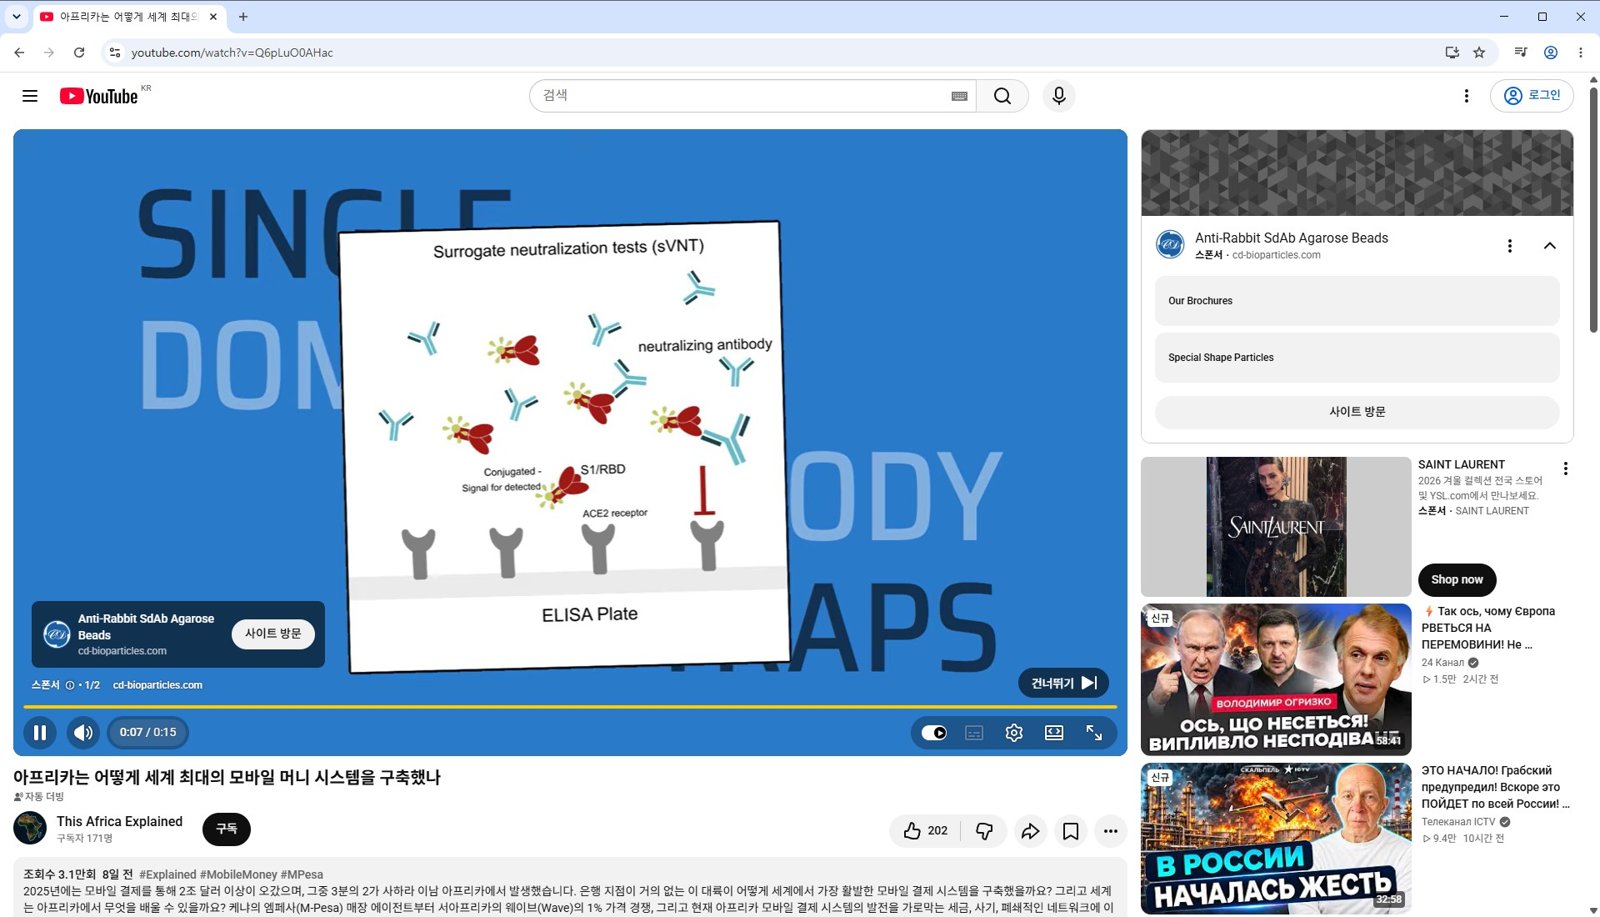 아프리카는 어떻게 세계 최대의
youtube.com/watch?v=Q6pLuO0AHac
YouTube KR
검색
로그인
SINGLE
DOM
BODY
TRAPS
Surrogate neutralization tests (sVNT)
neutralizing antibody
Conjugated -
Signal for detected
S1/RBD
ACE2 receptor
ELISA Plate
Anti-Rabbit SdAb Agarose
Beads
cd-bioparticles.com
사이트 방문
스폰서 • 1/2 cd-bioparticles.com
건너뛰기
0:07 / 0:15
아프리카는 어떻게 세계 최대의 모바일 머니 시스템을 구축했나
자동 더빙
This Africa Explained
구독자 171명
구독
202
조회수 3.1만회 8일 전 #Explained #MobileMoney #MPesa
2025년에는 모바일 결제를 통해 2조 달러 이상이 오갔으며, 그중 3분의 2가 사하라 이남 아프리카에서 발생했습니다. 은행 지점이 거의 없는 이 대륙이 어떻게 세계에서 가장 활발한 모바일 결제 시스템을 구축했을까요? 그리고 세계
는 아프리카에서 무엇을 배울 수 있을까요? 케냐의 엠페사(M-Pesa) 매장 에이전트부터 서아프리카의 웨이브(Wave)의 1% 가격 경쟁, 그리고 현재 아프리카 모바일 결제 시스템의 발전을 가로막는 세금, 사기, 폐쇄적인 네트워크에 이
Anti-Rabbit SdAb Agarose Beads
스폰서 · cd-bioparticles.com
Our Brochures
Special Shape Particles
사이트 방문
SAINT LAURENT
SAINT LAURENT
2026 겨울 컬렉션 전국 스토어
및 YSL.com에서 만나보세요.
스폰서 · SAINT LAURENT
Shop now
신규
ВОЛОДИМИР ОГРИЗКО
ОСЬ, ЩО НЕСЕТЬСЯ!
ВИПЛИВЛО НЕСПОДІВА
58:41
Так ось, чому Європа
РВЕТЬСЯ НА
ПЕРЕМОВИНИ! Не ...
24 Канал
1.5만 2시간 전
신규
СКАЛЬПЕЛЬ ICTV
В РОССИИ
НАЧАЛАСЬ ЖЕСТЬ
32:58
ЭТО НАЧАЛО! Грабский
предупредил! Вскоре это
ПОЙДЕТ по всей России! ...
Телеканал ICTV
9.4만 10시간 전